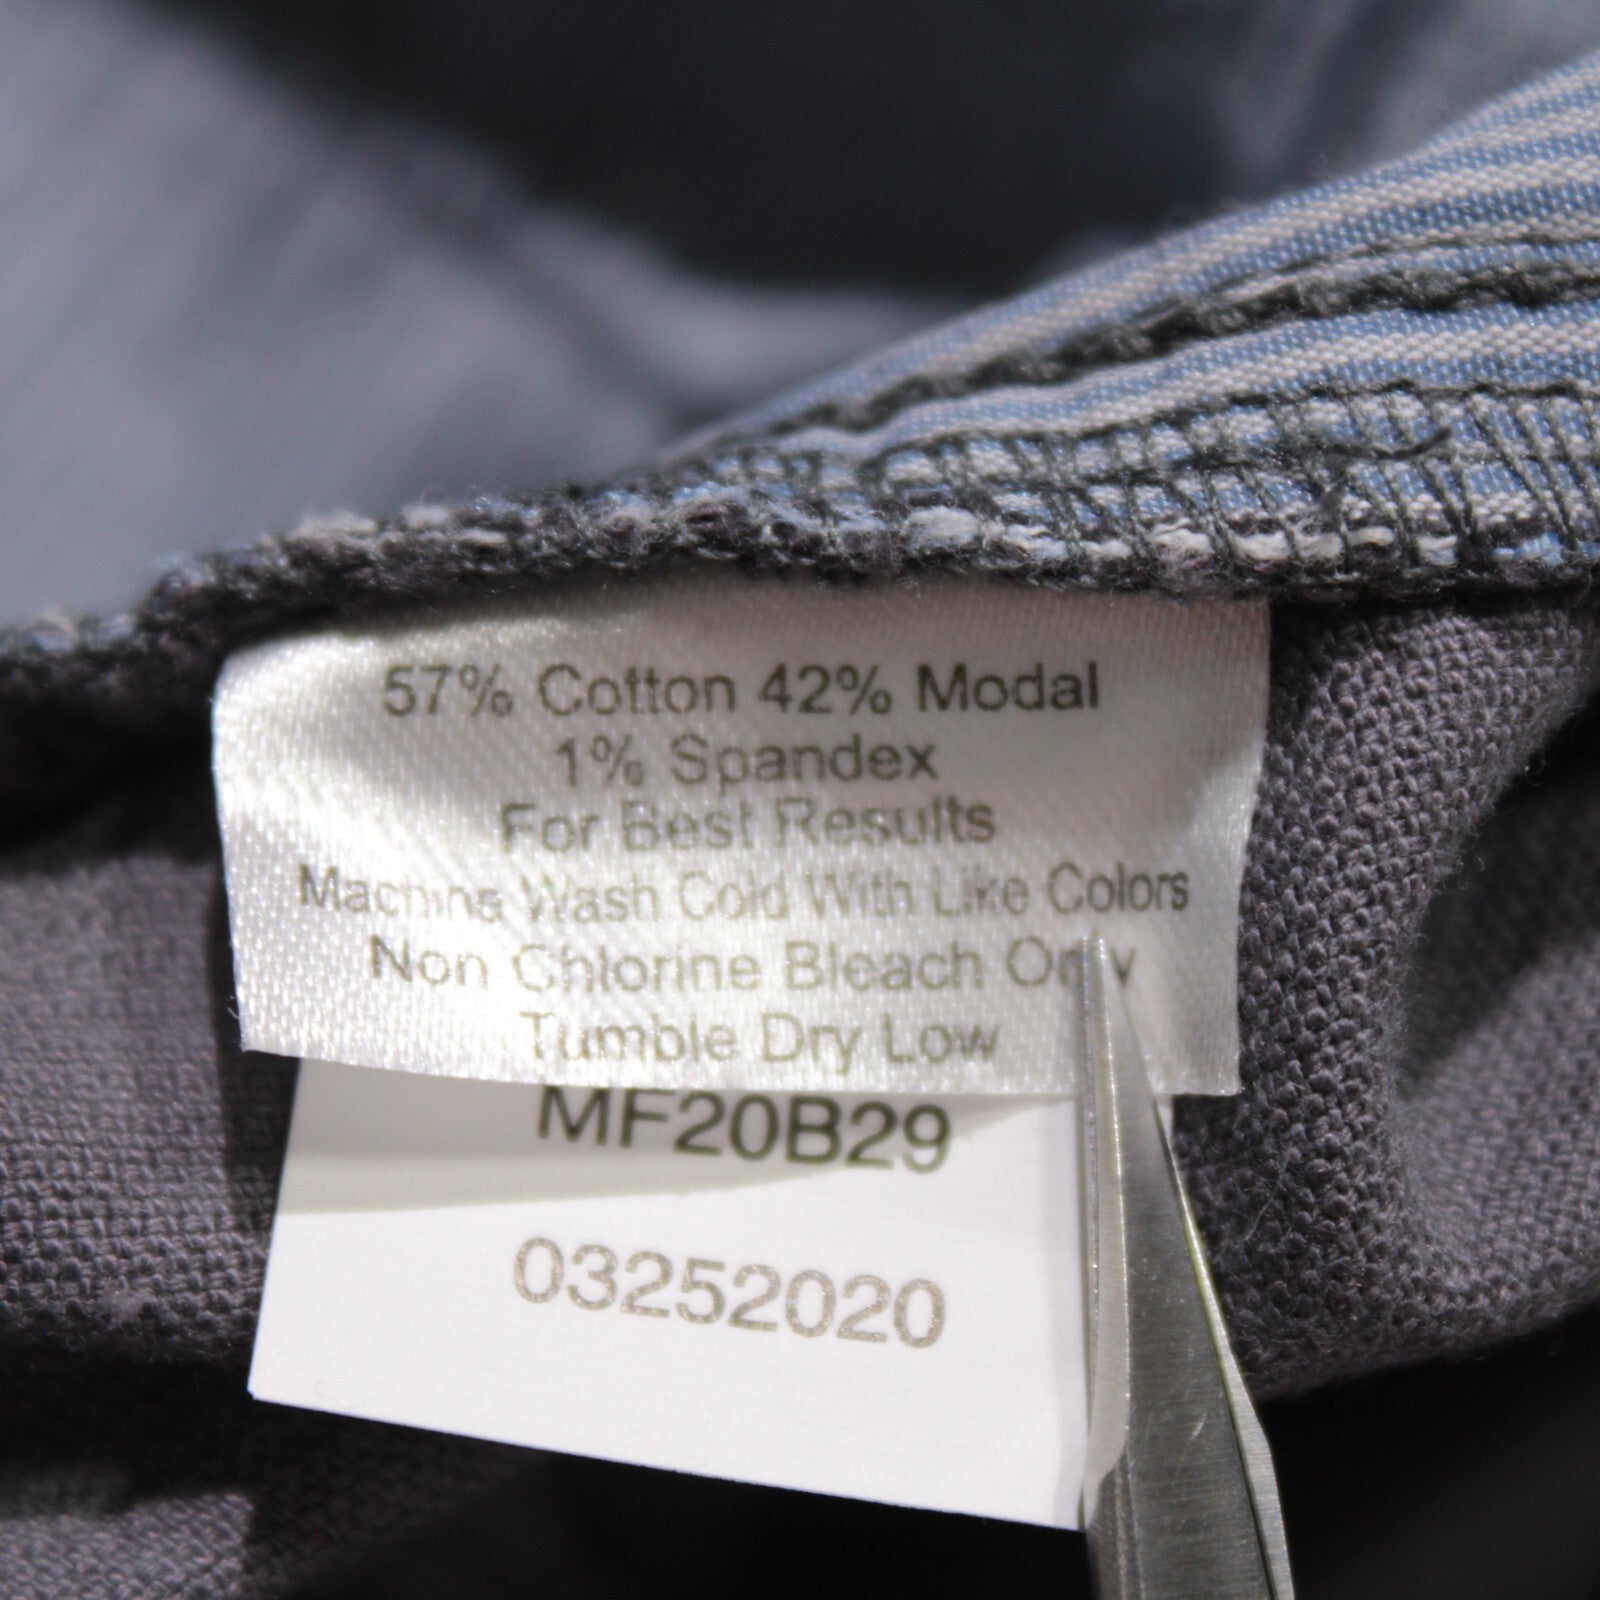 57% Cotton 42% Modal
1% Spandex
For Best Results
Machine Wash Cold With Like Colors
Non Chlorine Bleach Only
Tumble Dry Low
MF20B29
03252020